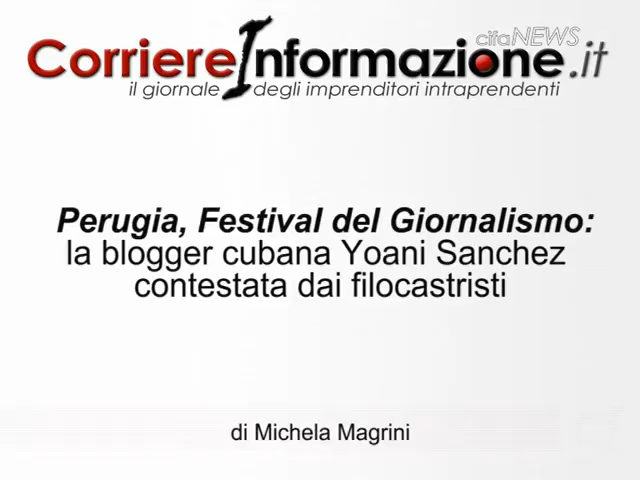 cifaNEWS
CorriereInformazione.it
il giornale degli imprenditori intraprendenti
Perugia, Festival del Giornalismo:
la blogger cubana Yoani Sanchez
contestata dai filocastristi
di Michela Magrini